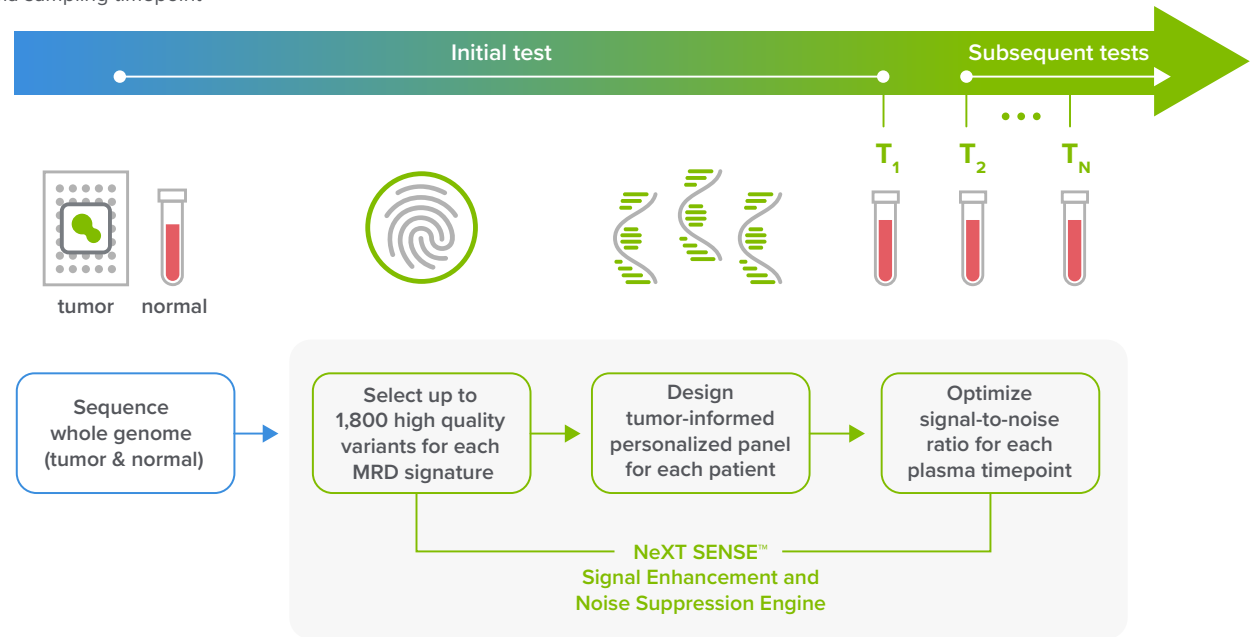 sampling timepoint
Initial test
Subsequent tests
T1
T2
TN
tumor
normal
Sequence
whole genome
(tumor & normal)
Select up to
1,800 high quality
variants for each
MRD signature
Design
tumor-informed
personalized panel
for each patient
Optimize
signal-to-noise
ratio for each
plasma timepoint
NeXT SENSE™
Signal Enhancement and
Noise Suppression Engine